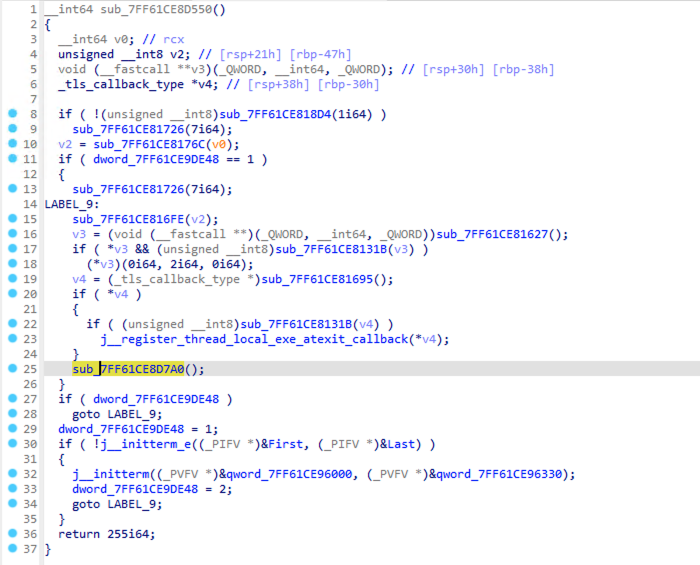 1 __int64 sub_7FF61CE8D550()
2 {
3 __int64 v0; // rcx
4 unsigned __int8 v2; // [rsp+21h] [rbp-47h]
5 void (__fastcall **v3)(_QWORD, __int64, _QWORD); // [rsp+30h] [rbp-38h]
6 _tls_callback_type *v4; // [rsp+38h] [rbp-30h]
7
8 if ( !(unsigned __int8)sub_7FF61CE818D4(1i64) )
9 sub_7FF61CE81726(7i64);
10 v2 = sub_7FF61CE8176C(v0);
11 if ( dword_7FF61CE9DE48 == 1 )
12 {
13 sub_7FF61CE81726(7i64);
14 LABEL_9:
15 sub_7FF61CE816FE(v2);
16 v3 = (void (__fastcall **)(_QWORD, __int64, _QWORD))sub_7FF61CE81627();
17 if ( *v3 && (unsigned __int8)sub_7FF61CE8131B(v3) )
18 (*v3)(0i64, 2i64, 0i64);
19 v4 = (_tls_callback_type *)sub_7FF61CE81695();
20 if ( *v4 )
21 {
22 if ( (unsigned __int8)sub_7FF61CE8131B(v4) )
23 j__register_thread_local_exe_atexit_callback(*v4);
24 }
25 sub_7FF61CE8D7A0();
26 }
27 if ( dword_7FF61CE9DE48 )
28 goto LABEL_9;
29 dword_7FF61CE9DE48 = 1;
30 if ( !j__initterm_e((_PIFV *)&First, (_PIFV *)&Last) )
31 {
32 j__initterm((_PVFV *)&qword_7FF61CE96000, (_PVFV *)&qword_7FF61CE96330);
33 dword_7FF61CE9DE48 = 2;
34 goto LABEL_9;
35 }
36 return 255i64;
37 }